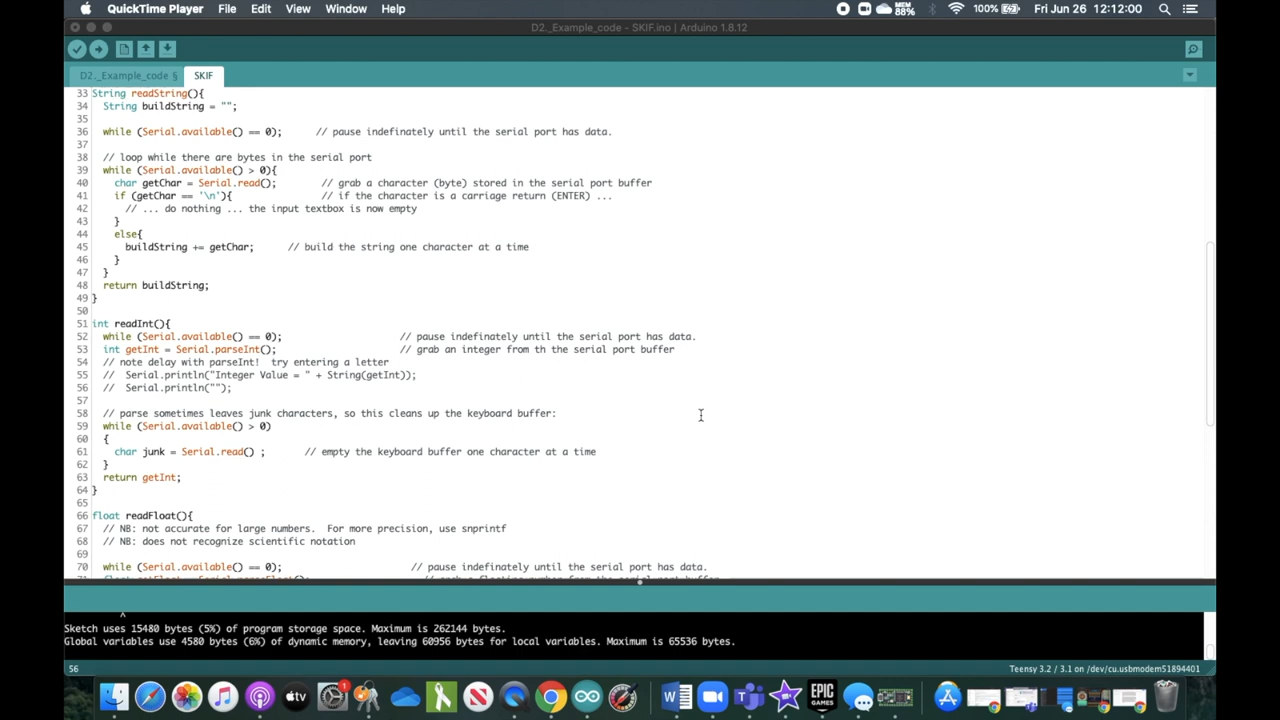 QuickTime Player File Edit View Window Help MEM 88% 100% Fri Jun 26 12:12:00
D2._Example_code - SKIF.ino | Arduino 1.8.12
D2._Example_code § SKIF
33 String readString(){
34 String buildString = "";
35
36 while (Serial.available() == 0); // pause indefinately until the serial port has data.
37
38 // loop while there are bytes in the serial port
39 while (Serial.available() > 0){
40 char getChar = Serial.read(); // grab a character (byte) stored in the serial port buffer
41 if (getChar == '\n'){ // if the character is a carriage return (ENTER) ...
42 // ... do nothing ... the input textbox is now empty
43 }
44 else{
45 buildString += getChar; // build the string one character at a time
46 }
47 }
48 return buildString;
49 }
50
51 int readInt(){
52 while (Serial.available() == 0); // pause indefinately until the serial port has data.
53 int getInt = Serial.parseInt(); // grab an integer from th the serial port buffer
54 // note delay with parseInt! try entering a letter
55 // Serial.println("Integer Value = " + String(getInt));
56 // Serial.println("");
57
58 // parse sometimes leaves junk characters, so this cleans up the keyboard buffer:
59 while (Serial.available() > 0)
60 {
61 char junk = Serial.read() ; // empty the keyboard buffer one character at a time
62 }
63 return getInt;
64 }
65
66 float readFloat(){
67 // NB: not accurate for large numbers. For more precision, use snprintf
68 // NB: does not recognize scientific notation
69
70 while (Serial.available() == 0); // pause indefinately until the serial port has data.
^
Sketch uses 15480 bytes (5%) of program storage space. Maximum is 262144 bytes.
Global variables use 4580 bytes (6%) of dynamic memory, leaving 60956 bytes for local variables. Maximum is 65536 bytes.
56 Teensy 3.2 / 3.1 on /dev/cu.usbmodem51894401
tv 1 EPIC GAMES